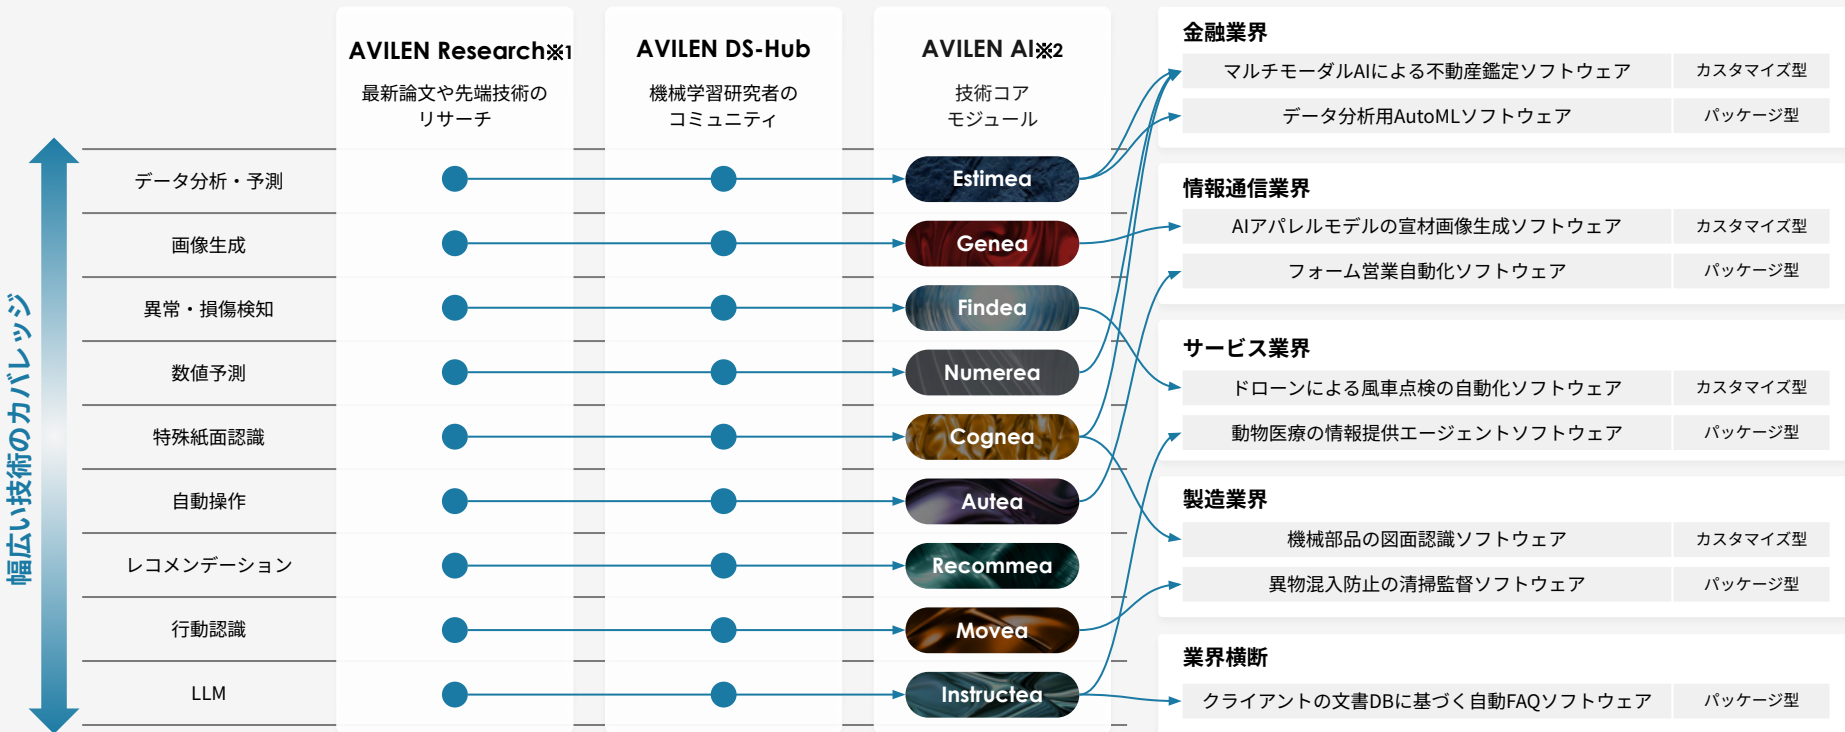 幅広い技術のカバレッジ
AVILEN Research※1
最新論文や先端技術の
リサーチ
AVILEN DS-Hub
機械学習研究者の
コミュニティ
AVILEN AI※2
技術コア
モジュール
データ分析・予測
Estimea
画像生成
Genea
異常・損傷検知
Findea
数値予測
Numerea
特殊紙面認識
Cognea
自動操作
Autea
レコメンデーション
Recommea
行動認識
Movea
LLM
Instructea
金融業界
マルチモーダルAIによる不動産鑑定ソフトウェア カスタマイズ型
データ分析用AutoMLソフトウェア パッケージ型
情報通信業界
AIアパレルモデルの宣材画像生成ソフトウェア カスタマイズ型
フォーム営業自動化ソフトウェア パッケージ型
サービス業界
ドローンによる風車点検の自動化ソフトウェア カスタマイズ型
動物医療の情報提供エージェントソフトウェア パッケージ型
製造業界
機械部品の図面認識ソフトウェア カスタマイズ型
異物混入防止の清掃監督ソフトウェア パッケージ型
業界横断
クライアントの文書DBに基づく自動FAQソフトウェア パッケージ型